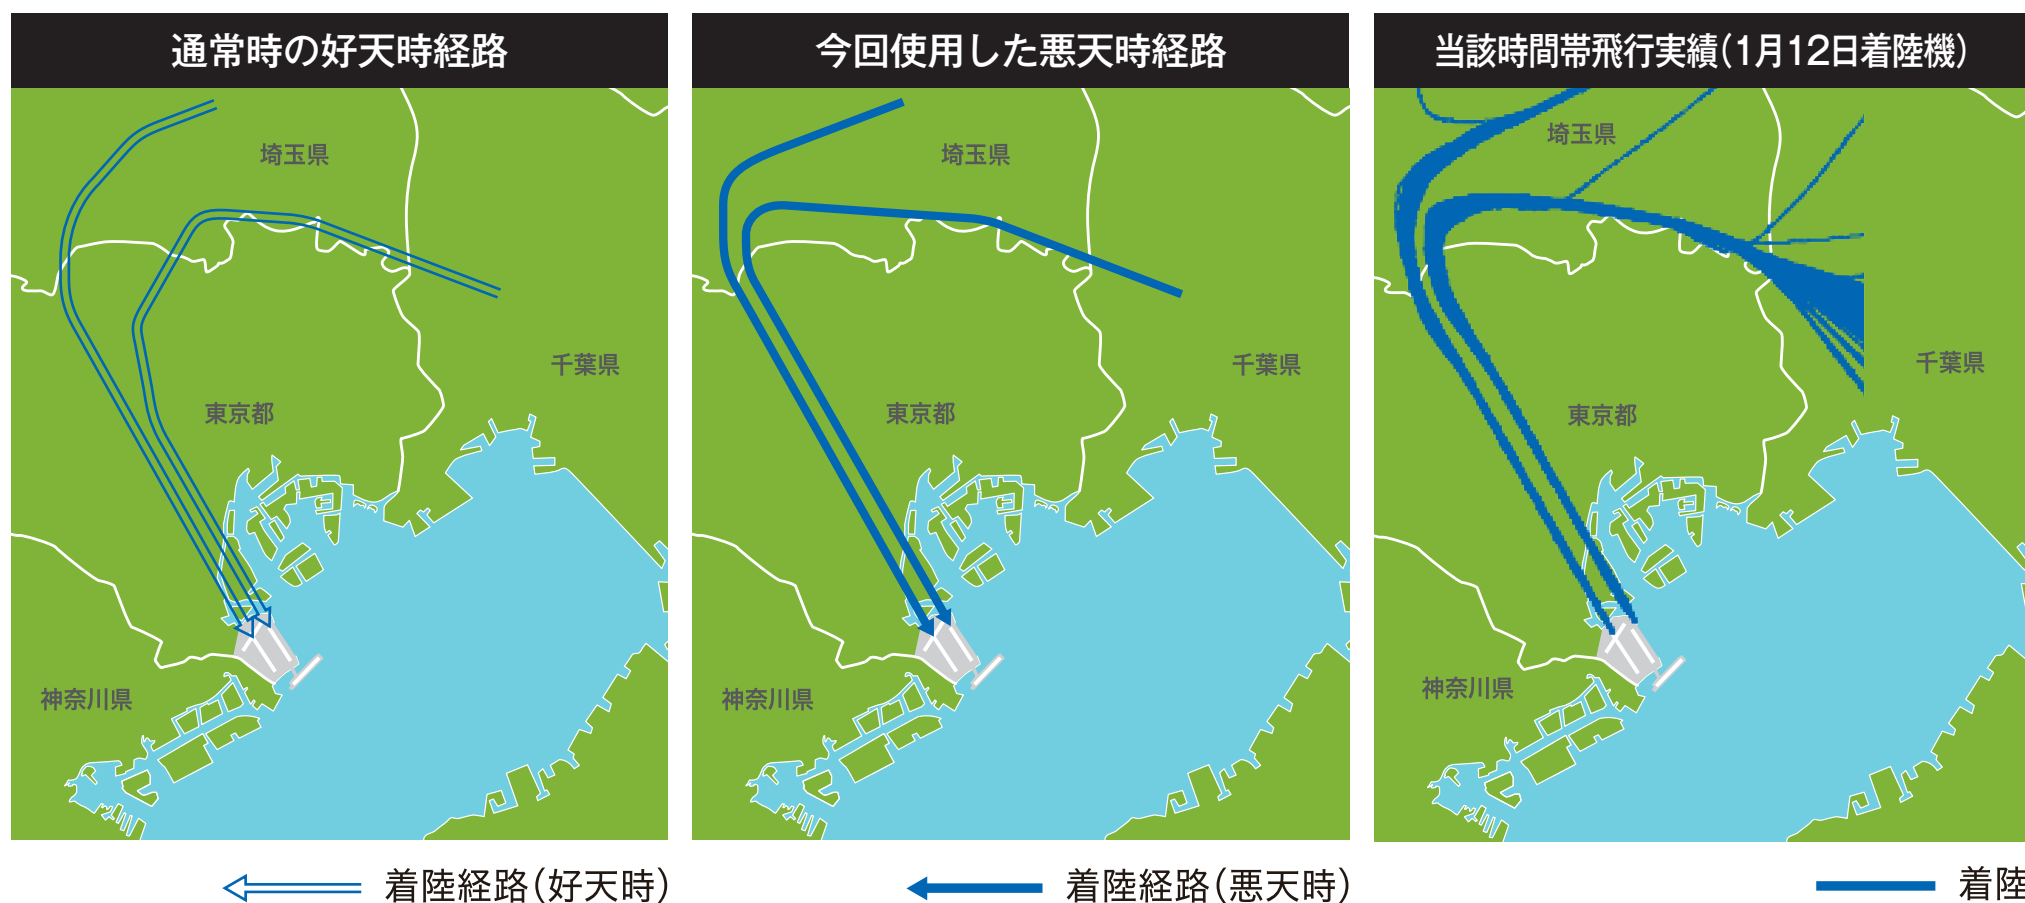 通常時の好天時経路
埼玉県
千葉県
東京都
神奈川県
着陸経路(好天時)
今回使用した悪天時経路
埼玉県
千葉県
東京都
神奈川県
着陸経路(悪天時)
当該時間帯飛行実績(1月12日着陸機)
埼玉県
千葉県
東京都
神奈川県
着陸